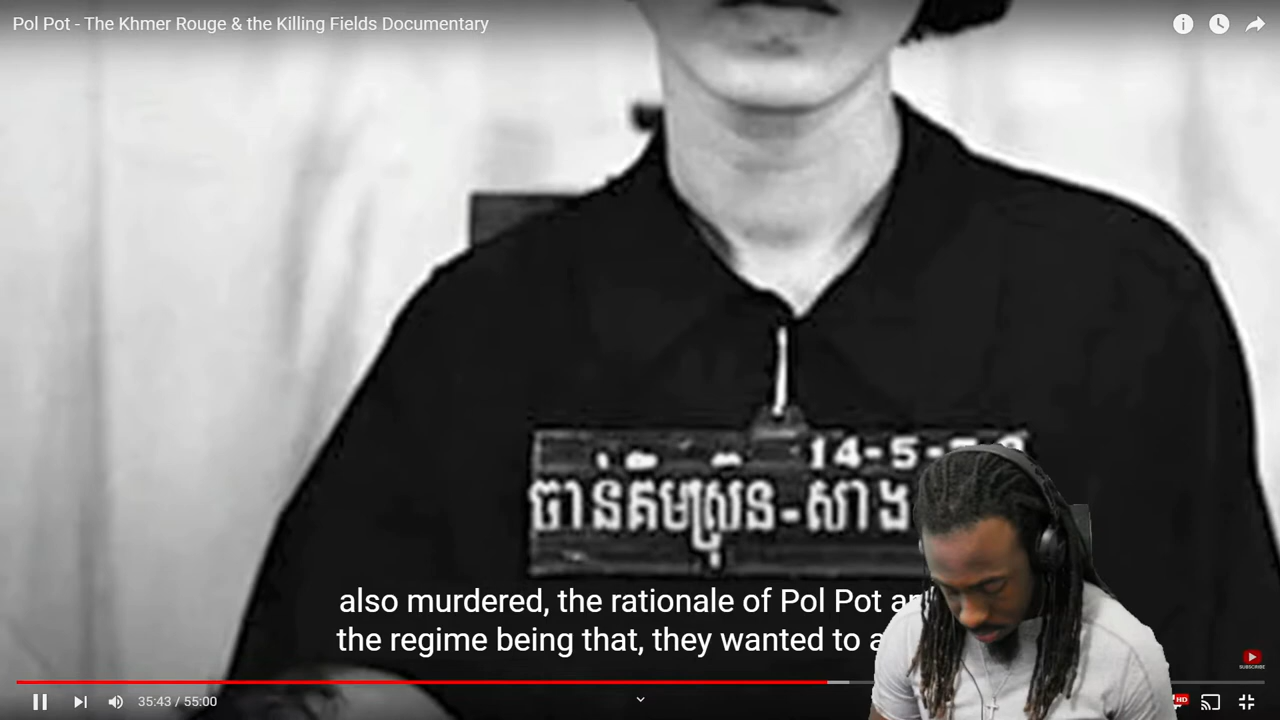 Pol Pot - The Khmer Rouge & the Killing Fields Documentary
14-5-
ចាន់គឹមស្រ៊ុន-សាង
also murdered, the rationale of Pol Pot
the regime being that, they wanted to
SUBSCRIBE
35:43 / 55:00
HD